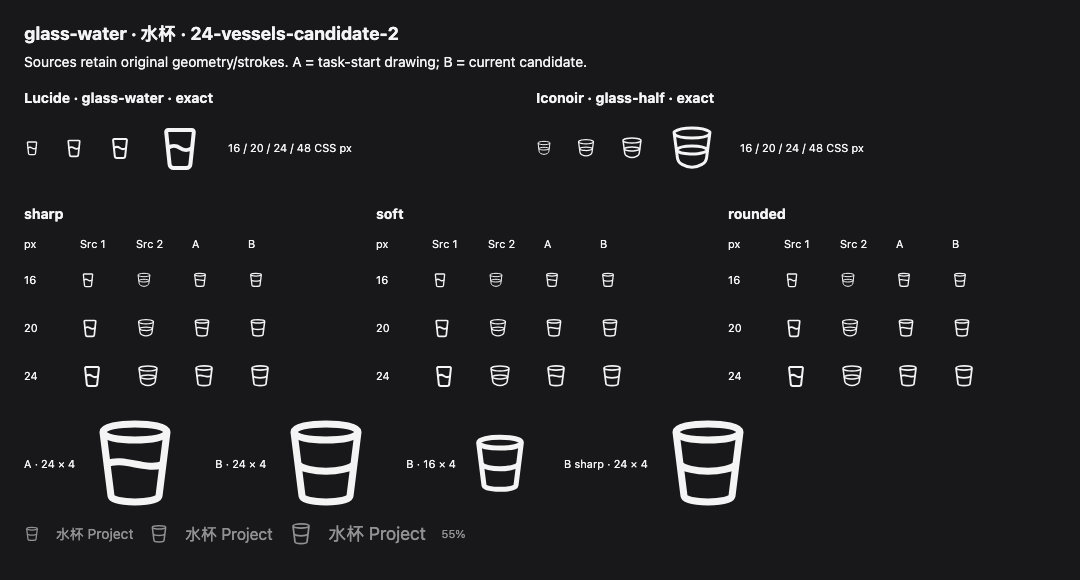 glass-water · 水杯 · 24-vessels-candidate-2
Sources retain original geometry/strokes. A = task-start drawing; B = current candidate.
Lucide · glass-water · exact
Iconoir · glass-half · exact
16 / 20 / 24 / 48 CSS px
16 / 20 / 24 / 48 CSS px
sharp
soft
rounded
px Src 1 Src 2 A B
px Src 1 Src 2 A B
px Src 1 Src 2 A B
16
16
16
20
20
20
24
24
24
A · 24 × 4
B · 24 × 4
B · 16 × 4
B sharp · 24 × 4
水杯 Project
水杯 Project
水杯 Project
55%